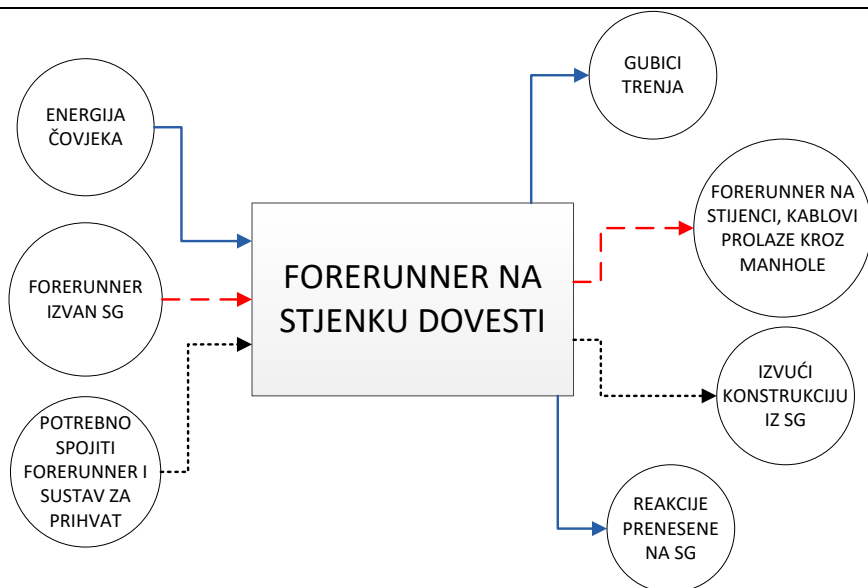 ENERGIJA
ČOVJEKA
FORERUNNER
IZVAN SG
POTREBNO
SPOJITI
FORERUNNER I
SUSTAV ZA
PRIHVAT
FORERUNNER NA
STJENKU DOVESTI
GUBICI
TRENJA
FORERUNNER NA
STIJENCI, KABLOVI
PROLAZE KROZ
MANHOLE
IZVUĆI
KONSTRUKCIJU
IZ SG
REAKCIJE
PRENESENE
NA SG